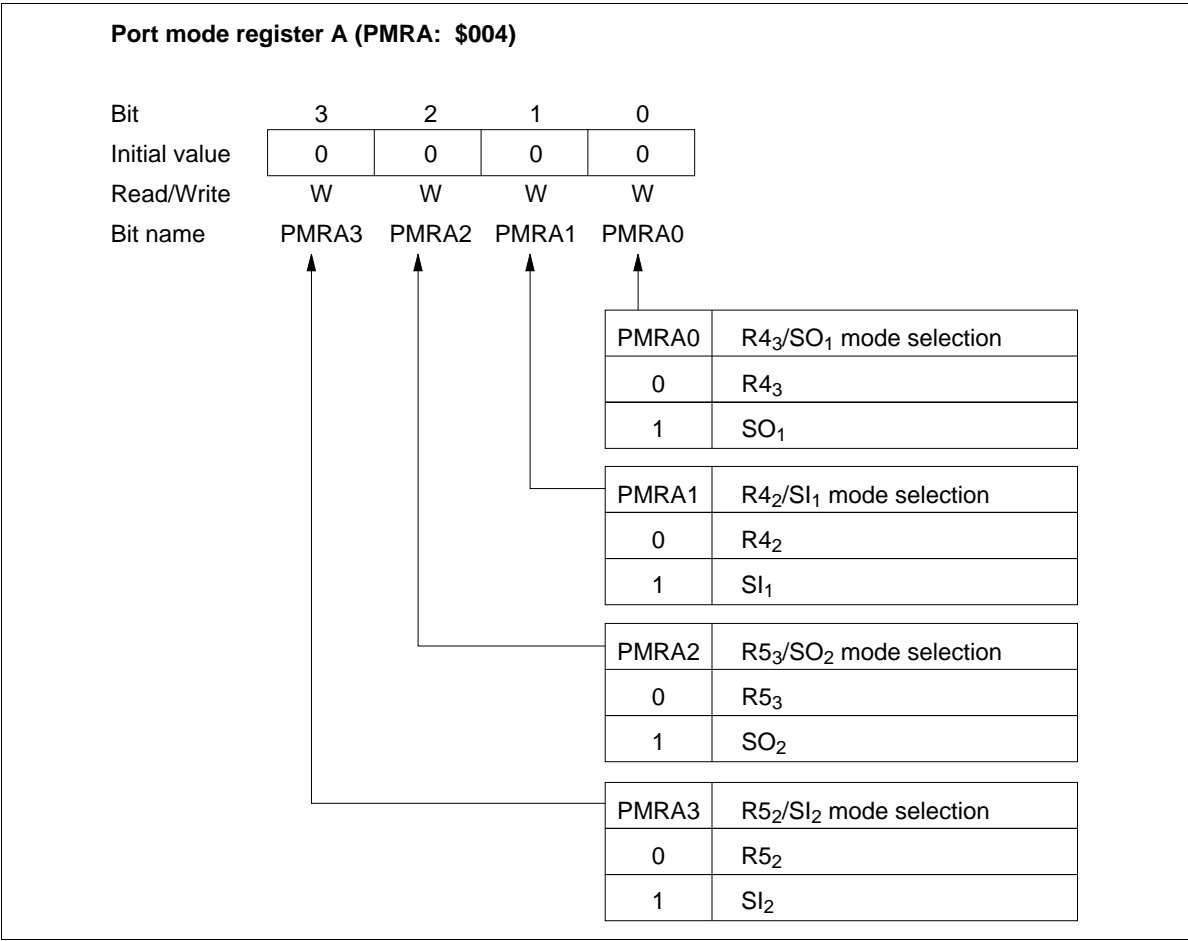 Port mode register A (PMRA: $004)
Bit 3 2 1 0
Initial value 0 0 0 0
Read/Write W W W W
Bit name PMRA3 PMRA2 PMRA1 PMRA0
PMRA0 R4₃/SO₁ mode selection
0 R4₃
1 SO₁
PMRA1 R4₂/SI₁ mode selection
0 R4₂
1 SI₁
PMRA2 R5₃/SO₂ mode selection
0 R5₃
1 SO₂
PMRA3 R5₂/SI₂ mode selection
0 R5₂
1 SI₂